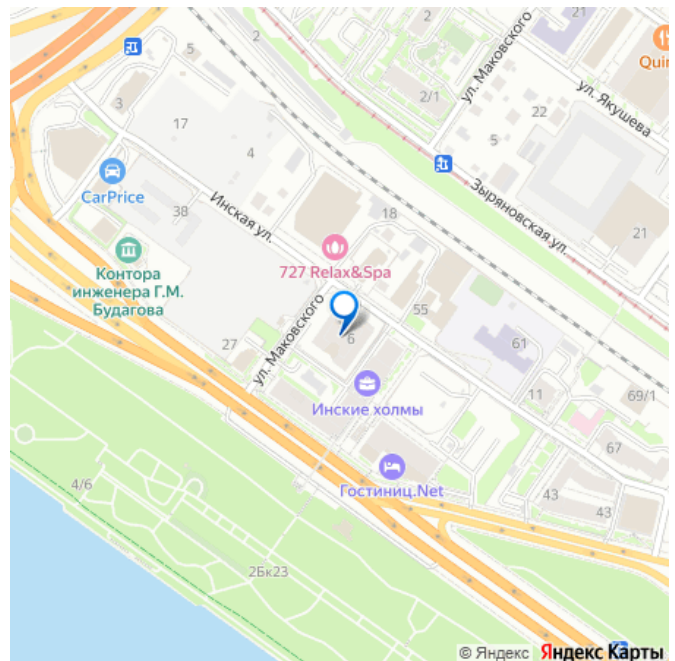 2
21
5
2
ул. Маковского
Quin
3
2/1
ул. Якушева
17
22
4
5
CarPrice
Зыряновская ул.
38
Инская ул.
18
21
727 Relax&Spa
Контора
инженера Г.М.
Будагова
55
6
61
27
ул. Маковского
Инские холмы
11
69/1
67
Гостиниц.Net
4/6
43
43
2Бк23
© Яндекс Яндекс Карты